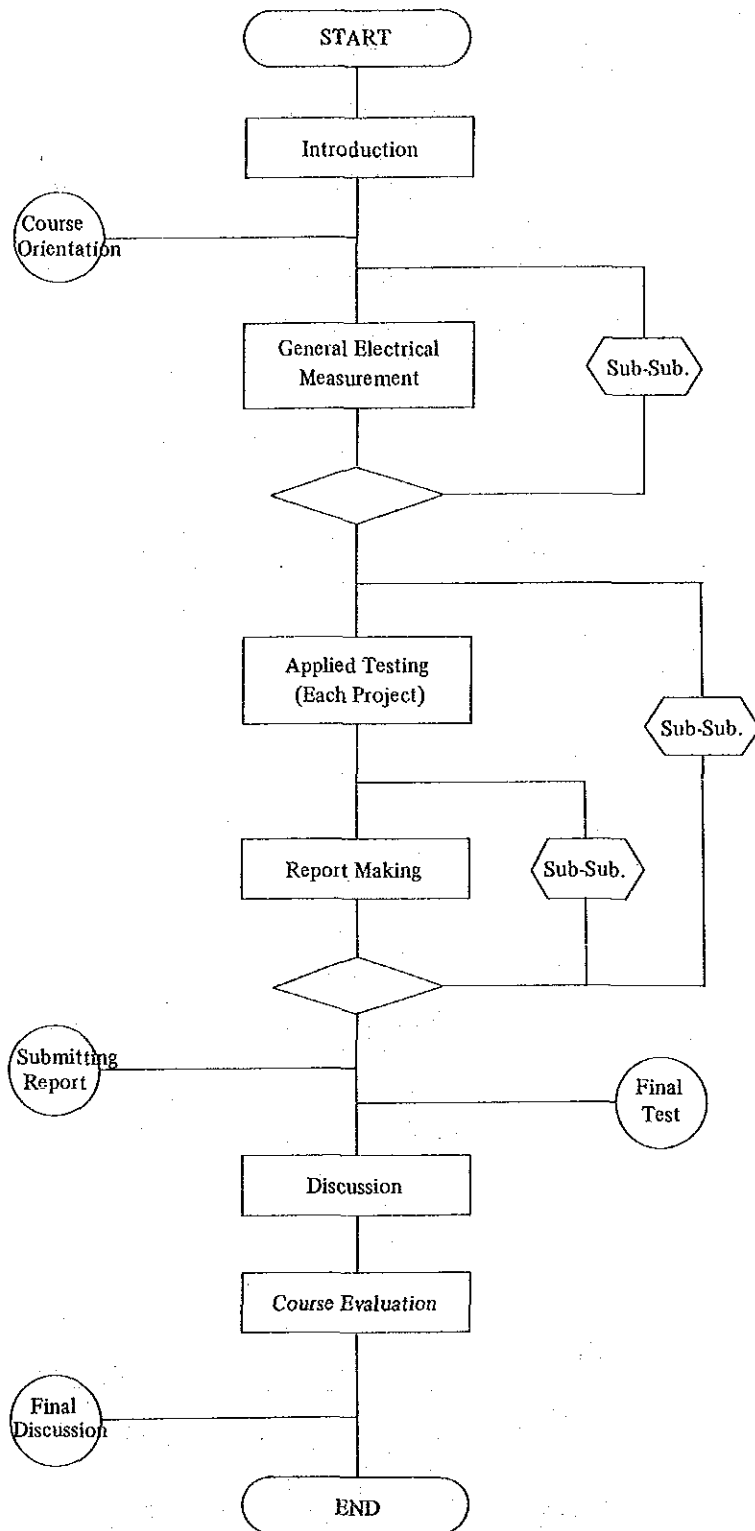 START
Introduction
Course
Orientation
General Electrical
Measurement
Sub-Sub.
Applied Testing
(Each Project)
Sub-Sub.
Report Making
Sub-Sub.
Submitting
Report
Final
Test
Discussion
Course Evaluation
Final
Discussion
END